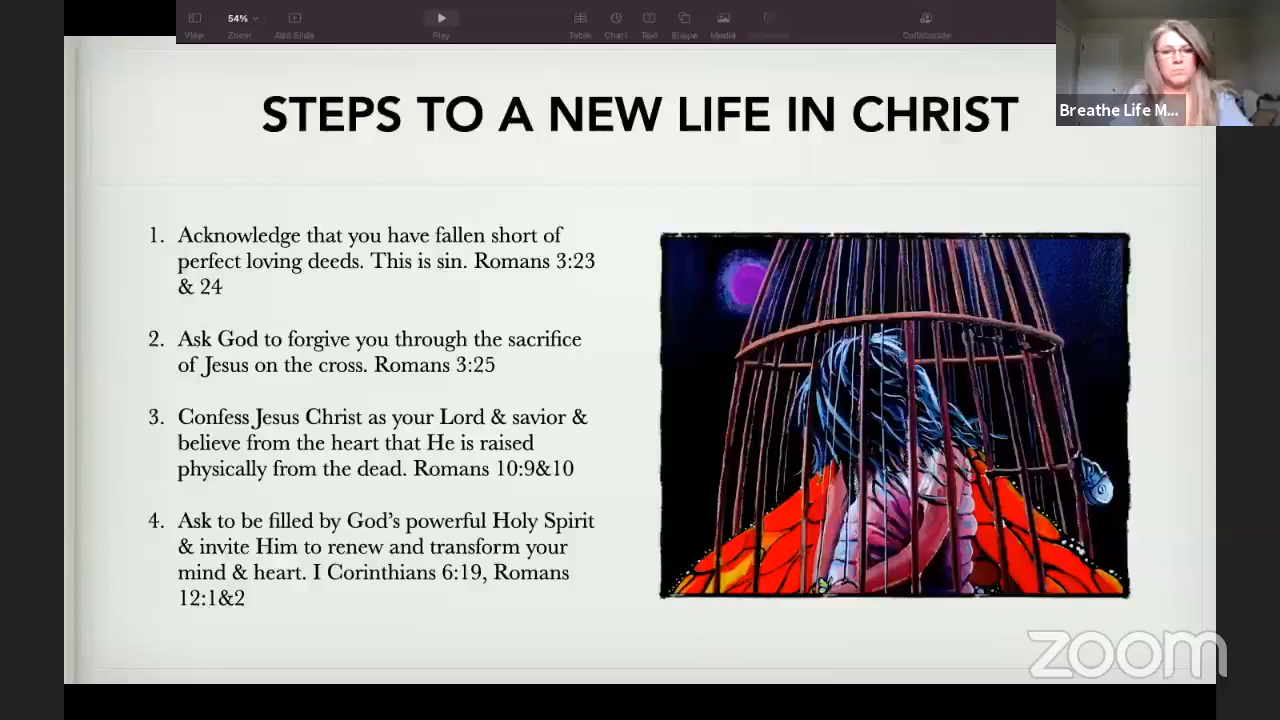 54%
View
Zoom
Add Slide
Play
Table
Chart
Text
Shape
Media
Collaborate
Breathe Life M...
STEPS TO A NEW LIFE IN CHRIST
1. Acknowledge that you have fallen short of
perfect loving deeds. This is sin. Romans 3:23
& 24
2. Ask God to forgive you through the sacrifice
of Jesus on the cross. Romans 3:25
3. Confess Jesus Christ as your Lord & savior &
believe from the heart that He is raised
physically from the dead. Romans 10:9&10
4. Ask to be filled by God’s powerful Holy Spirit
& invite Him to renew and transform your
mind & heart. I Corinthians 6:19, Romans
12:1&2
zoom